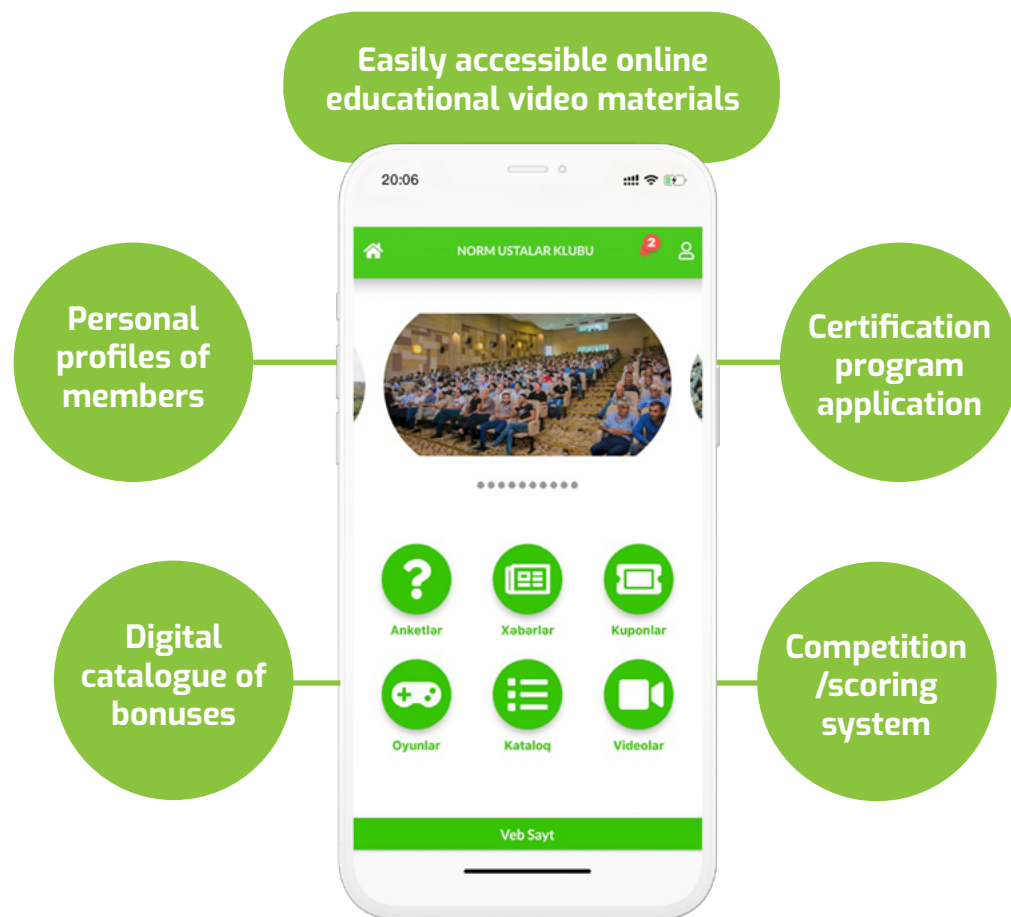 Easily accessible online
educational video materials
20:06
NORM USTALAR KLUBU
2
Personal
profiles of
members
Certification
program
application
Anketlər
Xəbərlər
Kuponlar
Digital
catalogue of
bonuses
Competition
/scoring
system
Oyunlar
Kataloq
Videolar
Veb Sayt